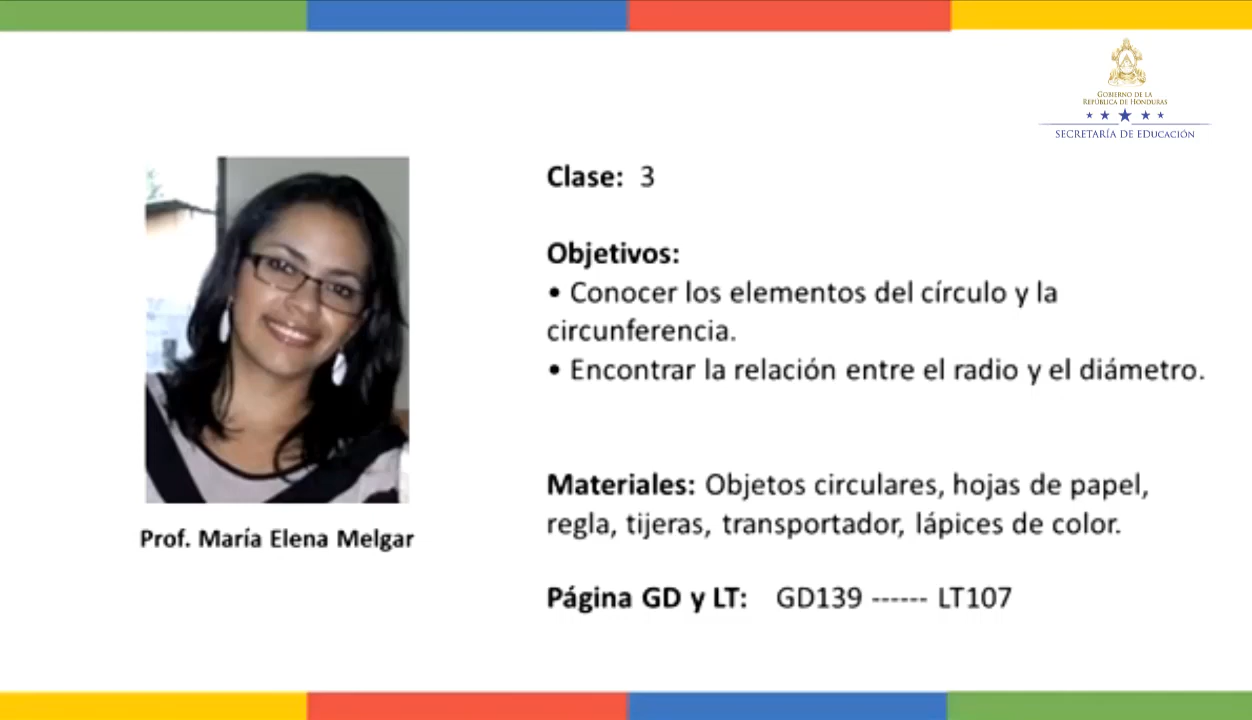 GOBIERNO DE LA
REPÚBLICA DE HONDURAS
SECRETARÍA DE EDUCACIÓN
Clase: 3
Objetivos:
• Conocer los elementos del círculo y la
circunferencia.
• Encontrar la relación entre el radio y el diámetro.
Materiales: Objetos circulares, hojas de papel,
regla, tijeras, transportador, lápices de color.
Prof. María Elena Melgar
Página GD y LT: GD139 ------ LT107